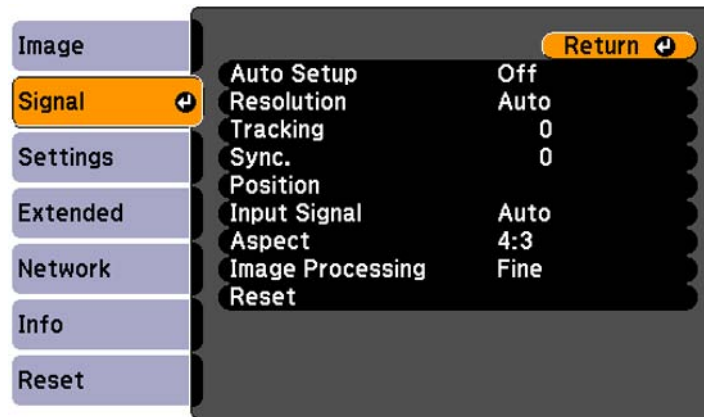 Image
Signal
Settings
Extended
Network
Info
Reset
Return
Auto Setup Off
Resolution Auto
Tracking 0
Sync. 0
Position
Input Signal Auto
Aspect 4:3
Image Processing Fine
Reset